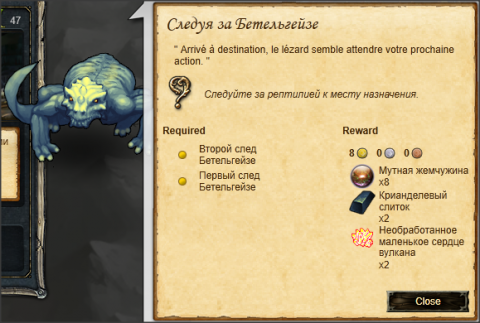 47
Следуя за Бетельгейзе
" Arrivé à destination, le lézard semble attendre votre prochaine
action. "
Следуйте за рептилией к месту назначения.
Required
Второй след
Бетельгейзе
Первый след
Бетельгейзе
Reward
8 0 0
Мутная жемчужина
x8
Крианделевый
слиток
x2
Необработанное
маленькое сердце
вулкана
x2
ии
Close